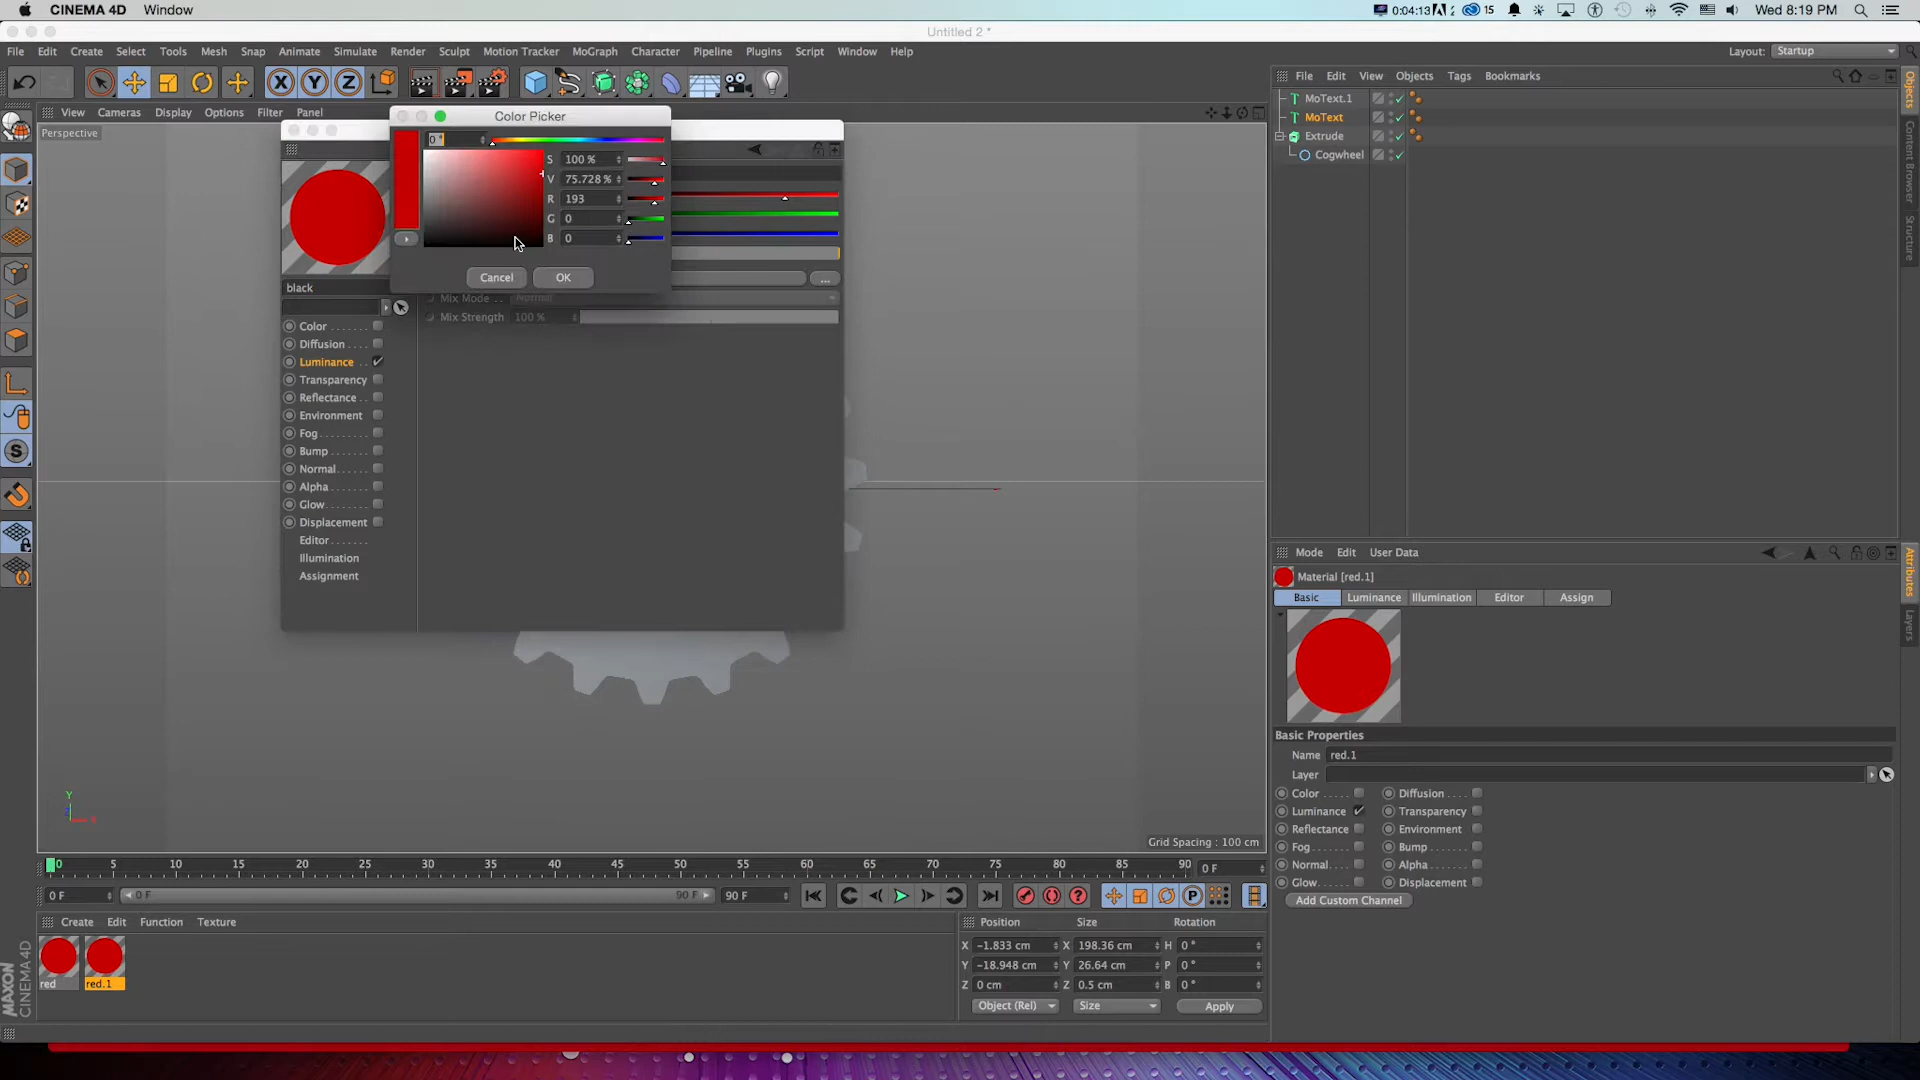 CINEMA 4D Window 0:04:13 2 15 Wed 8:19 PM
Untitled 2 *
File Edit Create Select Tools Mesh Snap Animate Simulate Render Sculpt Motion Tracker MoGraph Character Pipeline Plugins Script Window Help Layout: Startup
X Y Z
File Edit View Objects Tags Bookmarks
View Cameras Display Options Filter Panel
Perspective
Color Picker
0 °
S 100 %
V 75.728 %
R 193
G 0
B 0
Cancel OK
...
black
Mix Mode . . Normal
Mix Strength 100 %
Color
Diffusion
Luminance
Transparency
Reflectance
Environment
Fog
Bump
Normal
Alpha
Glow
Displacement
Editor
Illumination
Assignment
MoText.1
MoText
Extrude
Cogwheel
Objects
Content Browser
Structure
Mode Edit User Data
Material [red.1]
Basic Luminance Illumination Editor Assign
Basic Properties
Name red.1
Layer
Color Diffusion
Luminance Transparency
Reflectance Environment
Fog Bump
Normal Alpha
Glow Displacement
Add Custom Channel
Attributes
Layers
Y
X
Grid Spacing : 100 cm
0 5 10 15 20 25 30 35 40 45 50 55 60 65 70 75 80 85 90 0 F
0 F 0 F 90 F 90 F
Create Edit Function Texture
red red.1
Position Size Rotation
X -1.833 cm X 198.36 cm H 0 °
Y -18.948 cm Y 26.64 cm P 0 °
Z 0 cm Z 0.5 cm B 0 °
Object (Rel) Size Apply
MAXON
CINEMA 4D